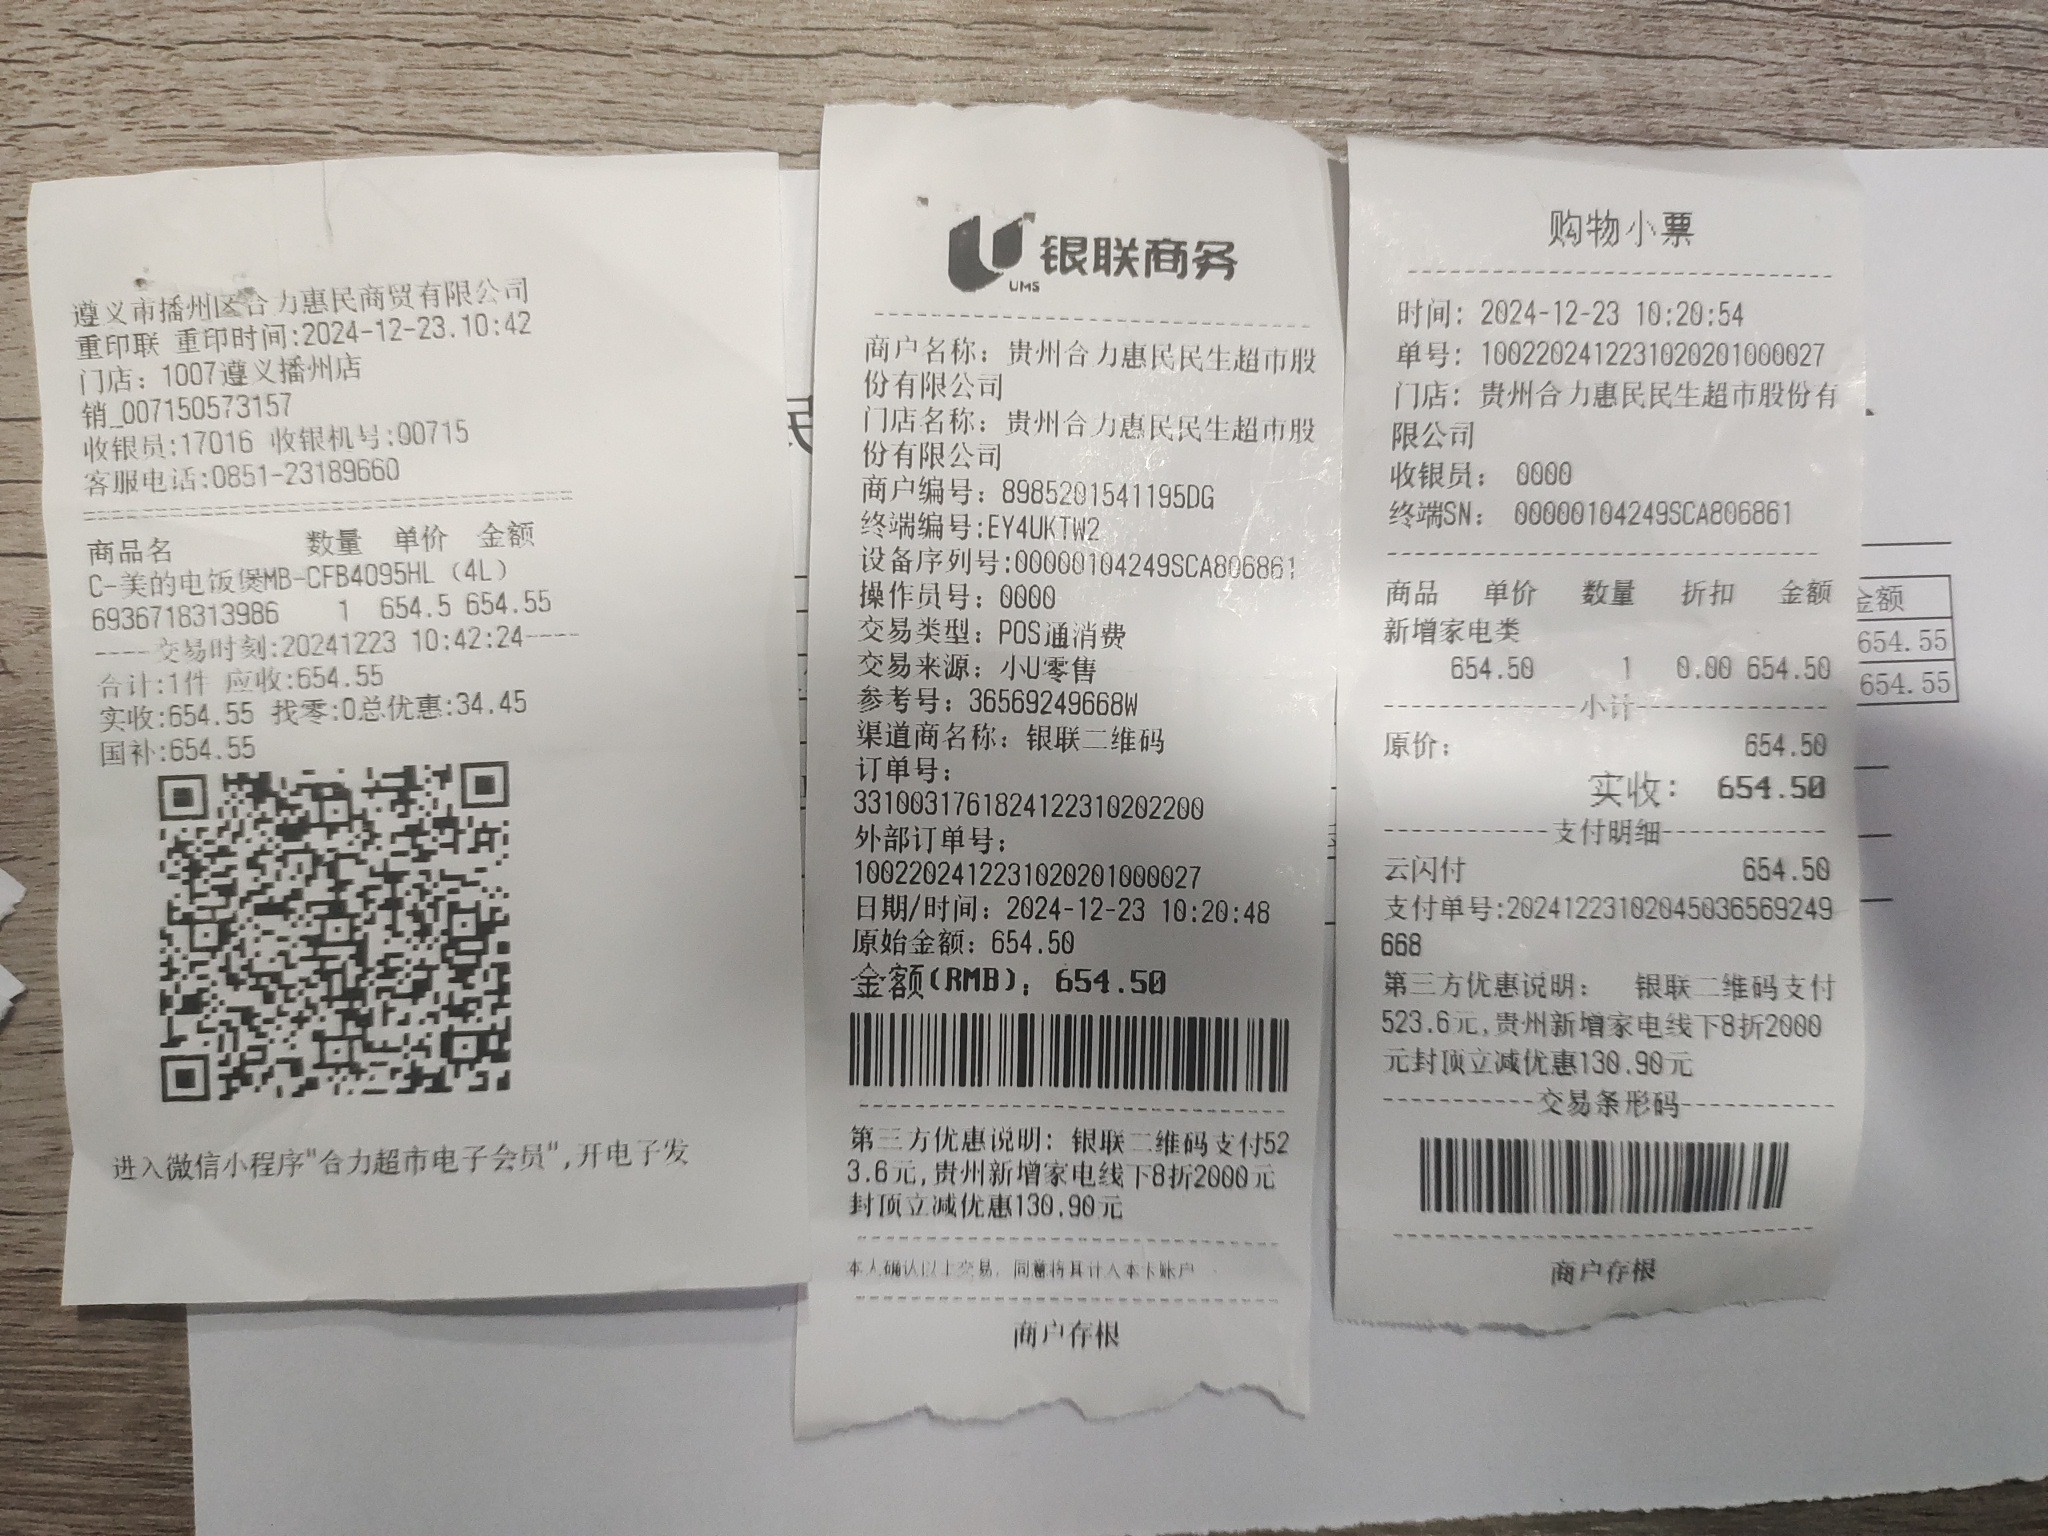 遵义市播州区合力惠民商贸有限公司
重印联 重印时间:2024-12-23.10:42
门店: 1007遵义播州店
销_007150573157
收银员:17016 收银机号:00715
客服电话:0851-23189660
商品名 数量 单价 金额
C-美的电饭煲MB-CFB4095HL（4L）
6936718313986 1 654.5 654.55
----交易时刻:20241223 10:42:24----
合计:1件 应收:654.55
实收:654.55 找零:0总优惠:34.45
国补:654.55
进入微信小程序"合力超市电子会员",开电子发
UMS 银联商务
商户名称: 贵州合力惠民民生超市股
份有限公司
门店名称: 贵州合力惠民民生超市股
份有限公司
商户编号: 8985201541195DG
终端编号:EY4UKTW2
设备序列号:00000104249SCA806861
操作员号: 0000
交易类型: POS通消费
交易来源: 小U零售
参考号: 36569249668W
渠道商名称: 银联二维码
订单号:
3310031761824122310202200
外部订单号:
1002202412231020201000027
日期/时间: 2024-12-23 10:20:48
原始金额: 654.50
金额(RMB): 654.50
第三方优惠说明: 银联二维码支付52
3.6元,贵州新增家电线下8折2000元
封顶立减优惠130.90元
本人确认以上交易, 同意将其计入本卡账户
商户存根
购物小票
时间: 2024-12-23 10:20:54
单号: 1002202412231020201000027
门店: 贵州合力惠民民生超市股份有
限公司
收银员: 0000
终端SN: 00000104249SCA806861
商品 单价 数量 折扣 金额
新增家电类
654.50 1 0.00 654.50
小计
原价: 654.50
实收: 654.50
支付明细
云闪付 654.50
支付单号:20241223102045036569249
668
第三方优惠说明: 银联二维码支付
523.6元,贵州新增家电线下8折2000
元封顶立减优惠130.90元
交易条形码
商户存根
金额
654.55
654.55